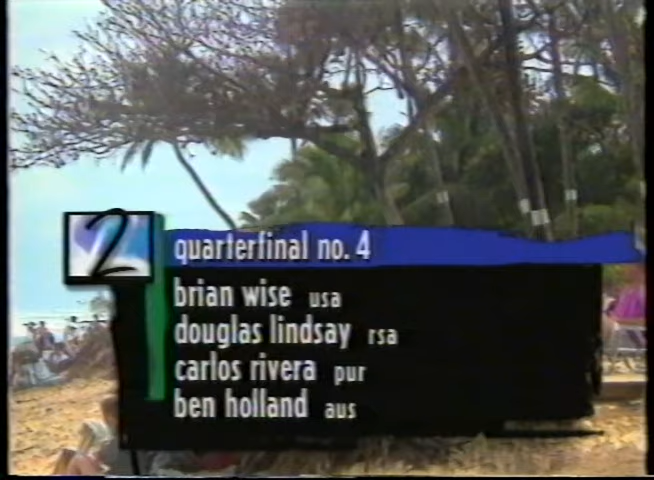 2
quarterfinal no. 4
brian wise usa
douglas lindsay rsa
carlos rivera pur
ben holland aus